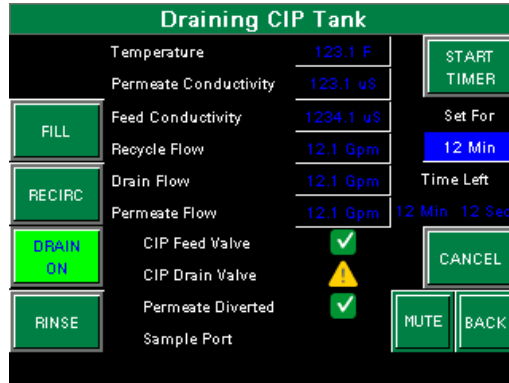 Draining CIP Tank
Temperature 123.1 F
Permeate Conductivity 123.1 uS
Feed Conductivity 1234.1 uS
Recycle Flow 12.1 Gpm
Drain Flow 12.1 Gpm
Permeate Flow 12.1 Gpm
CIP Feed Valve
CIP Drain Valve
Permeate Diverted
Sample Port
FILL
RECIRC
DRAIN
ON
RINSE
START
TIMER
Set For
12 Min
Time Left
12 Min 12 Sec
CANCEL
MUTE
BACK